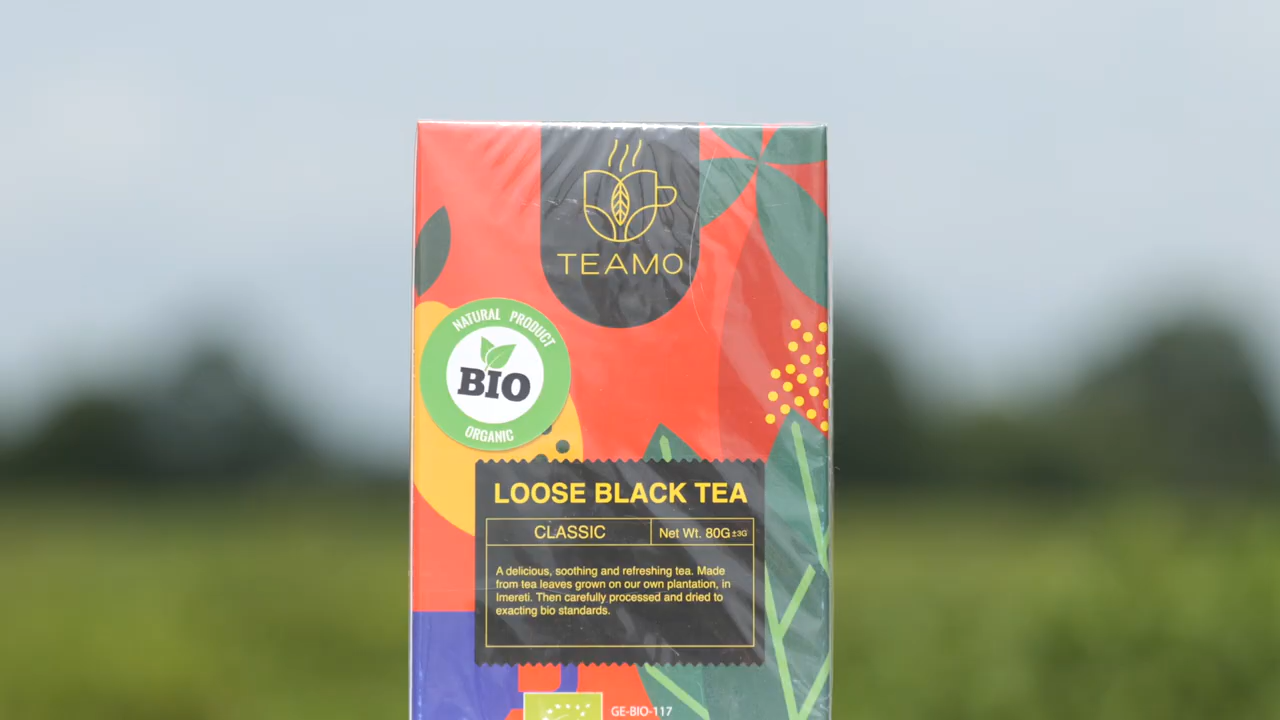 TEAMO
NATURAL PRODUCT
BIO
ORGANIC
LOOSE BLACK TEA
CLASSIC
Net Wt. 80G±3G
A delicious, soothing and refreshing tea. Made
from tea leaves grown on our own plantation, in
Imereti. Then carefully processed and dried to
exacting bio standards.
GE-BIO-117